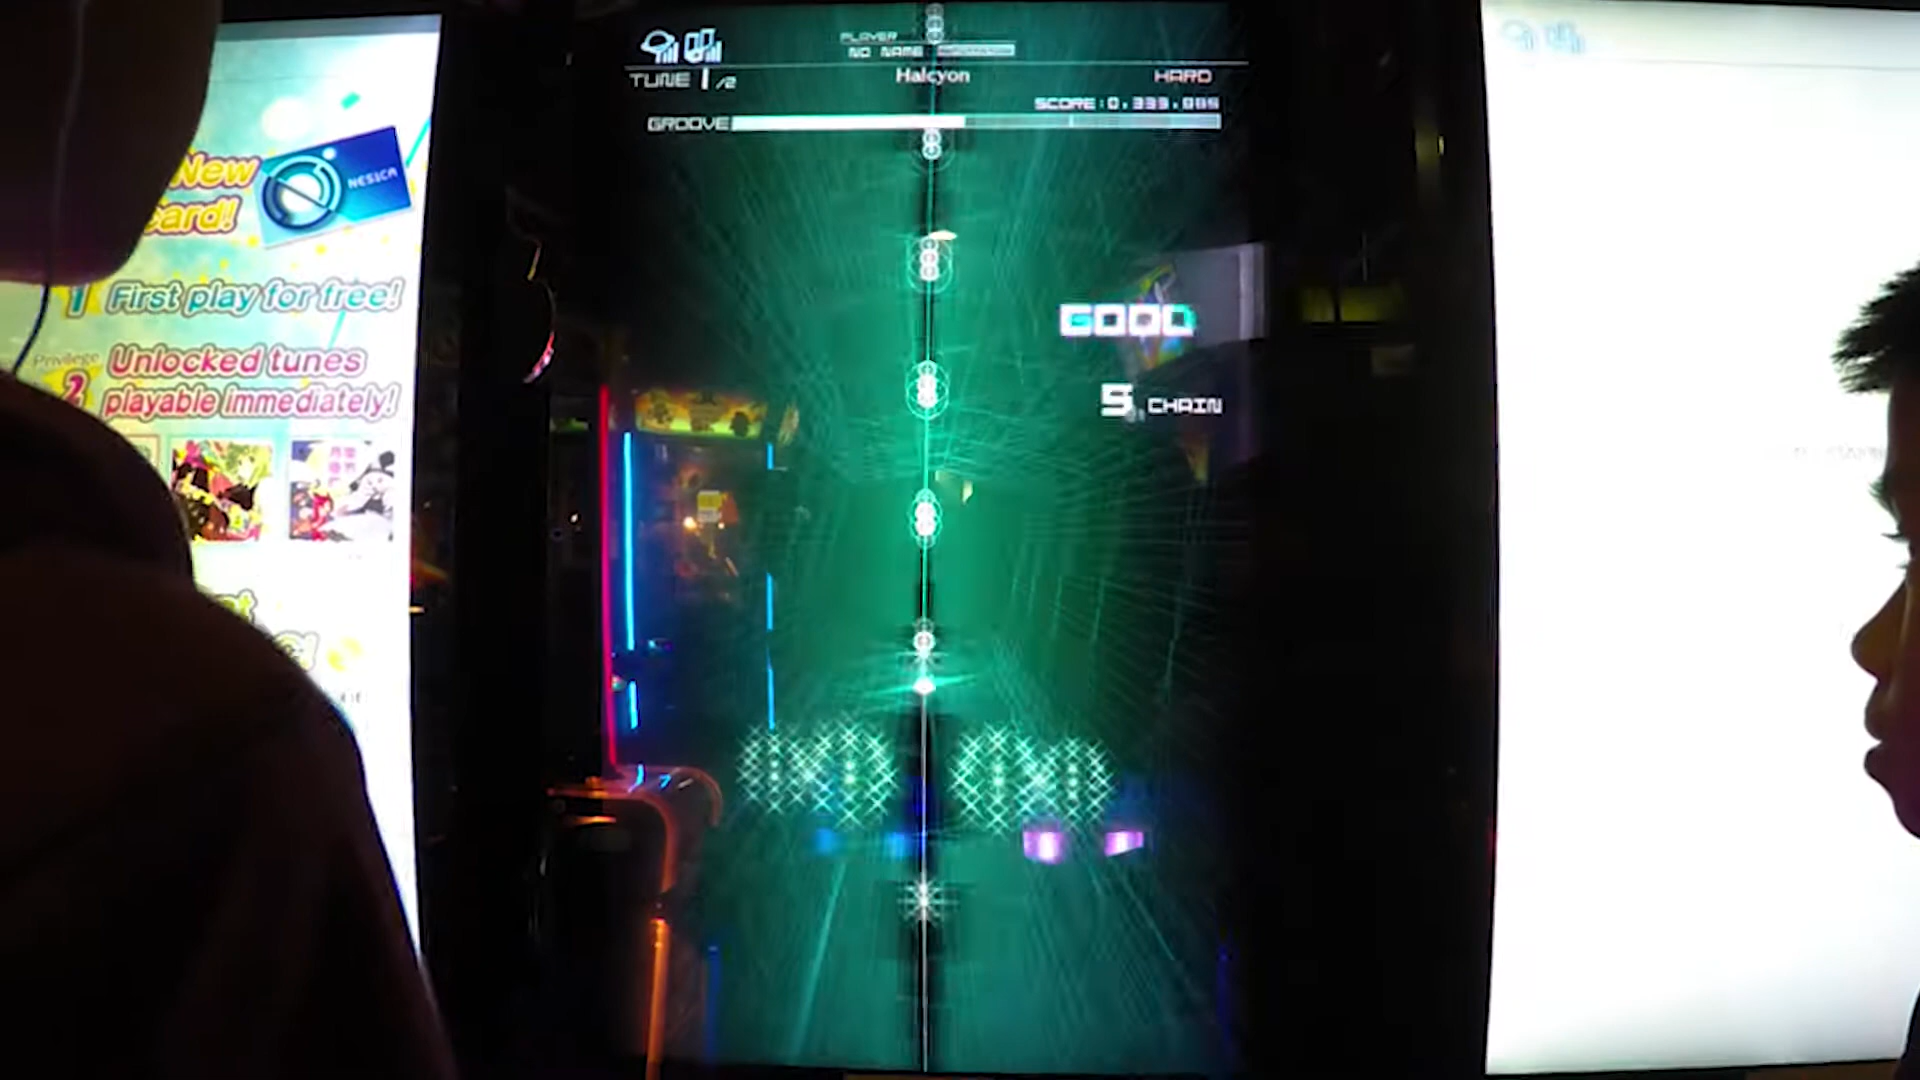 New
card!
NESICA
1 First play for free!
Privilege
2 Unlocked tunes
playable immediately!
PLAYER
NO NAME
TUNE 1/2
Halcyon
HARD
GROOVE
GOOD
5 CHAIN